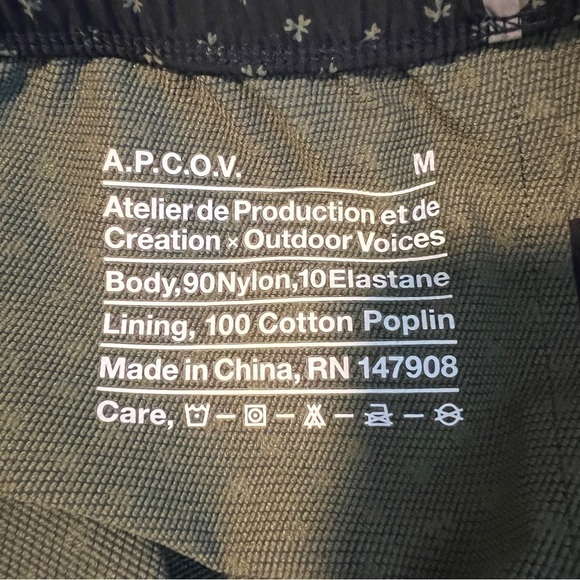 A.P.C.O.V. M
Atelier de Production et de
Création × Outdoor Voices
Body, 90Nylon, 10Elastane
Lining, 100 Cotton Poplin
Made in China, RN 147908
Care,